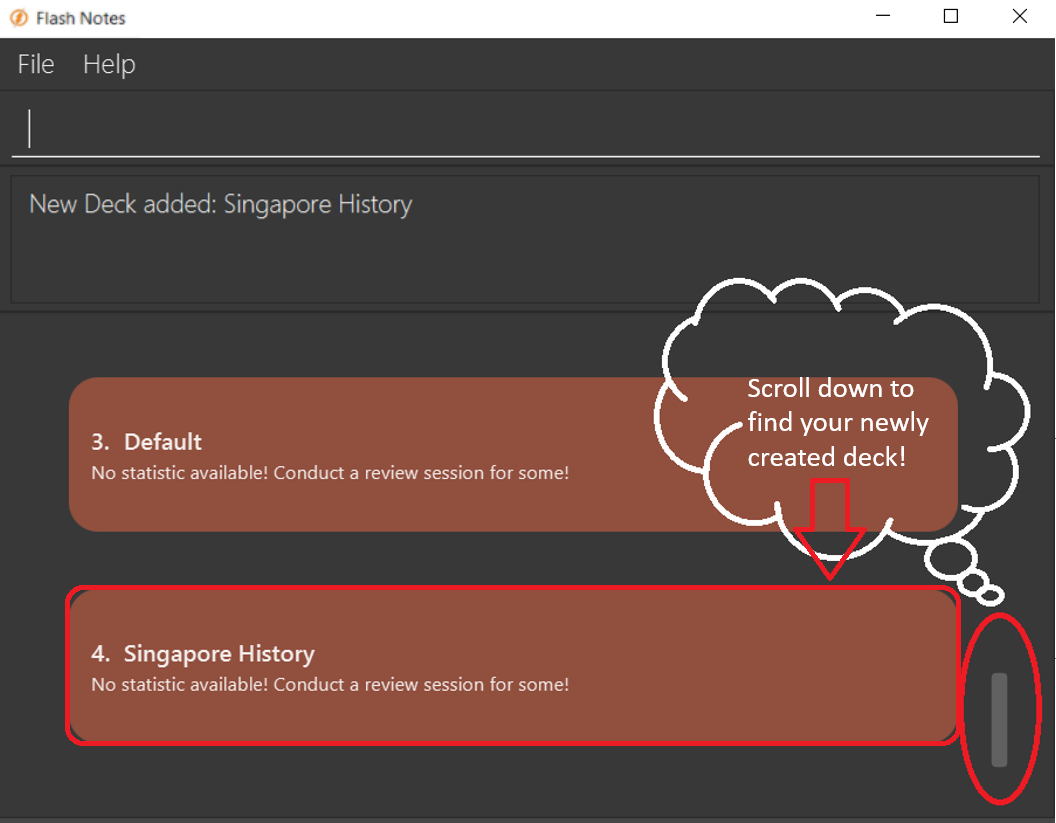 Flash Notes
File Help
New Deck added: Singapore History
Scroll down to
find your newly
created deck!
3. Default
No statistic available! Conduct a review session for some!
4. Singapore History
No statistic available! Conduct a review session for some!